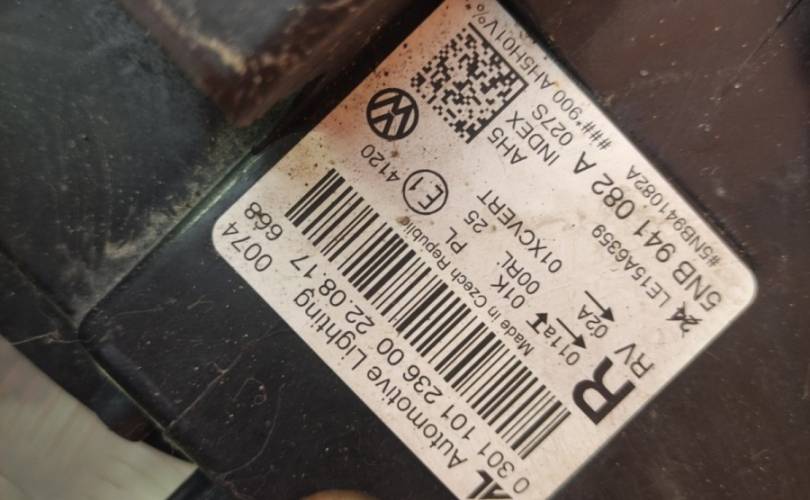 AL Automotive Lighting 0074
0 301 101 236 00 22.08.17 668
Made in Czech Republic
E1 4120
R
011a 01K PL 25
00RL
02A 01XCVERT
RV
AH5
INDEX
LE15A6359
5NB 941 082 A 027S
#5NB941082A ###*900 AH5H01V%